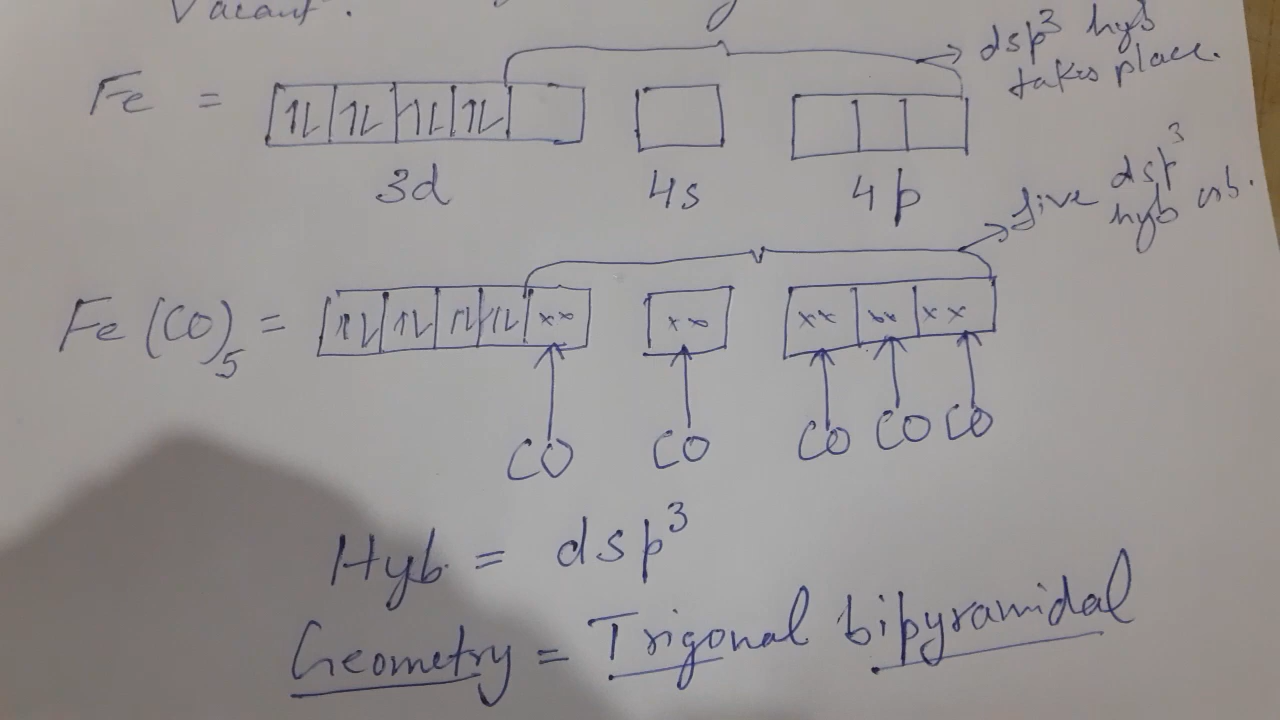 Vacant.
dsp³ hyb
takes place.
Fe = 1L 1L 1L 1L
3d 4s 4p
five dsp³
hyb orb.
Fe(CO)₅ = 1L 1L 1L 1L xx xx xx xx xx
CO CO CO CO CO
Hyb. = dsp³
Geometry = Trigonal bipyramidal